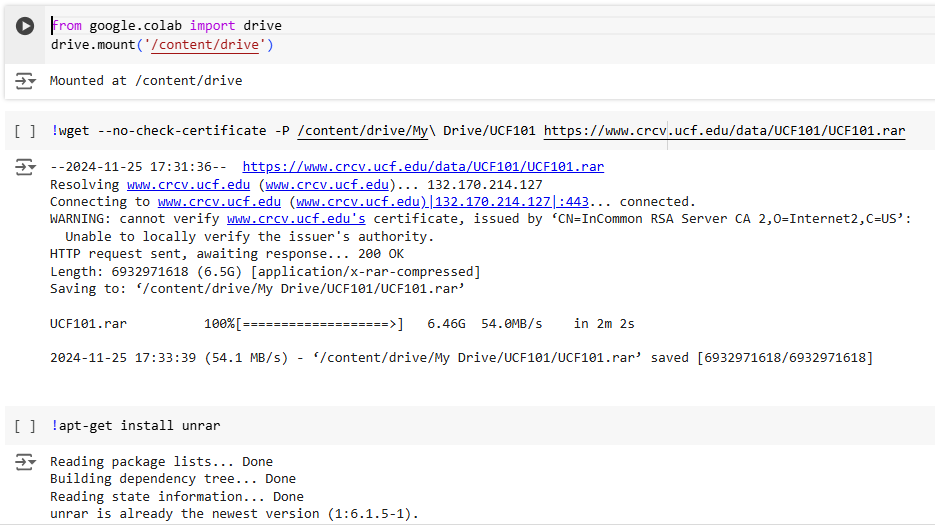 from google.colab import drive
drive.mount('/content/drive')
Mounted at /content/drive
[ ] !wget --no-check-certificate -P /content/drive/My\ Drive/UCF101 https://www.crcv.ucf.edu/data/UCF101/UCF101.rar
--2024-11-25 17:31:36-- https://www.crcv.ucf.edu/data/UCF101/UCF101.rar
Resolving www.crcv.ucf.edu (www.crcv.ucf.edu)... 132.170.214.127
Connecting to www.crcv.ucf.edu (www.crcv.ucf.edu)|132.170.214.127|:443... connected.
WARNING: cannot verify www.crcv.ucf.edu's certificate, issued by ‘CN=InCommon RSA Server CA 2,O=Internet2,C=US’:
Unable to locally verify the issuer's authority.
HTTP request sent, awaiting response... 200 OK
Length: 6932971618 (6.5G) [application/x-rar-compressed]
Saving to: ‘/content/drive/My Drive/UCF101/UCF101.rar’
UCF101.rar 100%[===================>] 6.46G 54.0MB/s in 2m 2s
2024-11-25 17:33:39 (54.1 MB/s) - ‘/content/drive/My Drive/UCF101/UCF101.rar’ saved [6932971618/6932971618]
[ ] !apt-get install unrar
Reading package lists... Done
Building dependency tree... Done
Reading state information... Done
unrar is already the newest version (1:6.1.5-1).